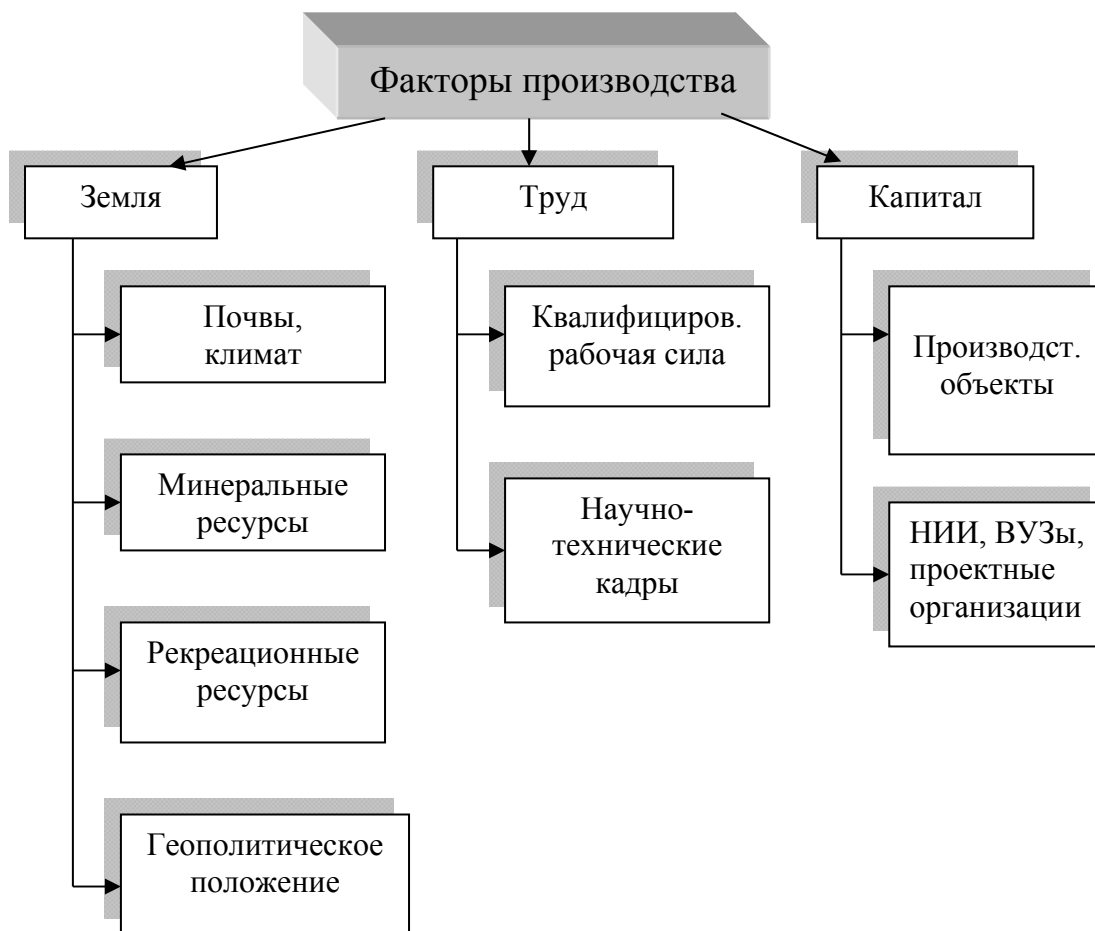 Факторы производства
Земля
Труд
Капитал
Почвы,
климат
Минеральные
ресурсы
Рекреационные
ресурсы
Геополитическое
положение
Квалифициров.
рабочая сила
Научно-
технические
кадры
Производст.
объекты
НИИ, ВУЗы,
проектные
организации